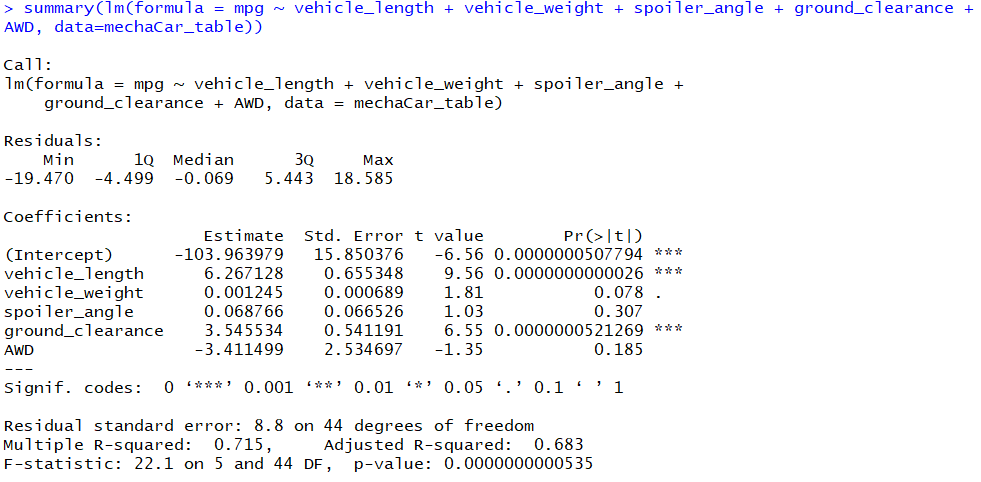 > summary(lm(formula = mpg ~ vehicle_length + vehicle_weight + spoiler_angle + ground_clearance +
AWD, data=mechaCar_table))
Call:
lm(formula = mpg ~ vehicle_length + vehicle_weight + spoiler_angle +
    ground_clearance + AWD, data = mechaCar_table)
Residuals:
    Min      1Q  Median      3Q     Max
-19.470  -4.499  -0.069   5.443  18.585
Coefficients:
                    Estimate  Std. Error t value        Pr(>|t|)
(Intercept)      -103.963979   15.850376   -6.56 0.0000000507794 ***
vehicle_length      6.267128    0.655348    9.56 0.0000000000026 ***
vehicle_weight      0.001245    0.000689    1.81           0.078 .
spoiler_angle       0.068766    0.066526    1.03           0.307
ground_clearance    3.545534    0.541191    6.55 0.0000000521269 ***
AWD                -3.411499    2.534697   -1.35           0.185
---
Signif. codes:  0 ‘***’ 0.001 ‘**’ 0.01 ‘*’ 0.05 ‘.’ 0.1 ‘ ’ 1
Residual standard error: 8.8 on 44 degrees of freedom
Multiple R-squared:  0.715,	Adjusted R-squared:  0.683
F-statistic: 22.1 on 5 and 44 DF,  p-value: 0.0000000000535